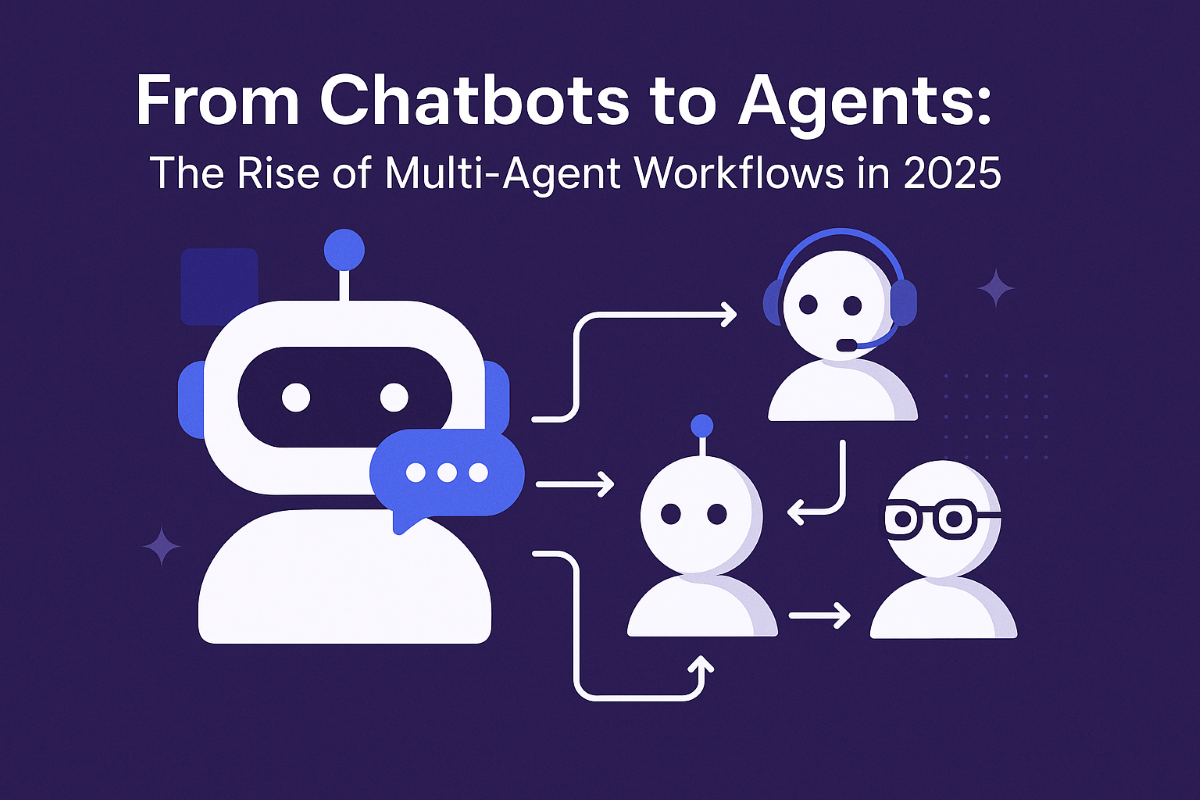 From Chatbots to Agents:
The Rise of Multi-Agent Workflows in 2025